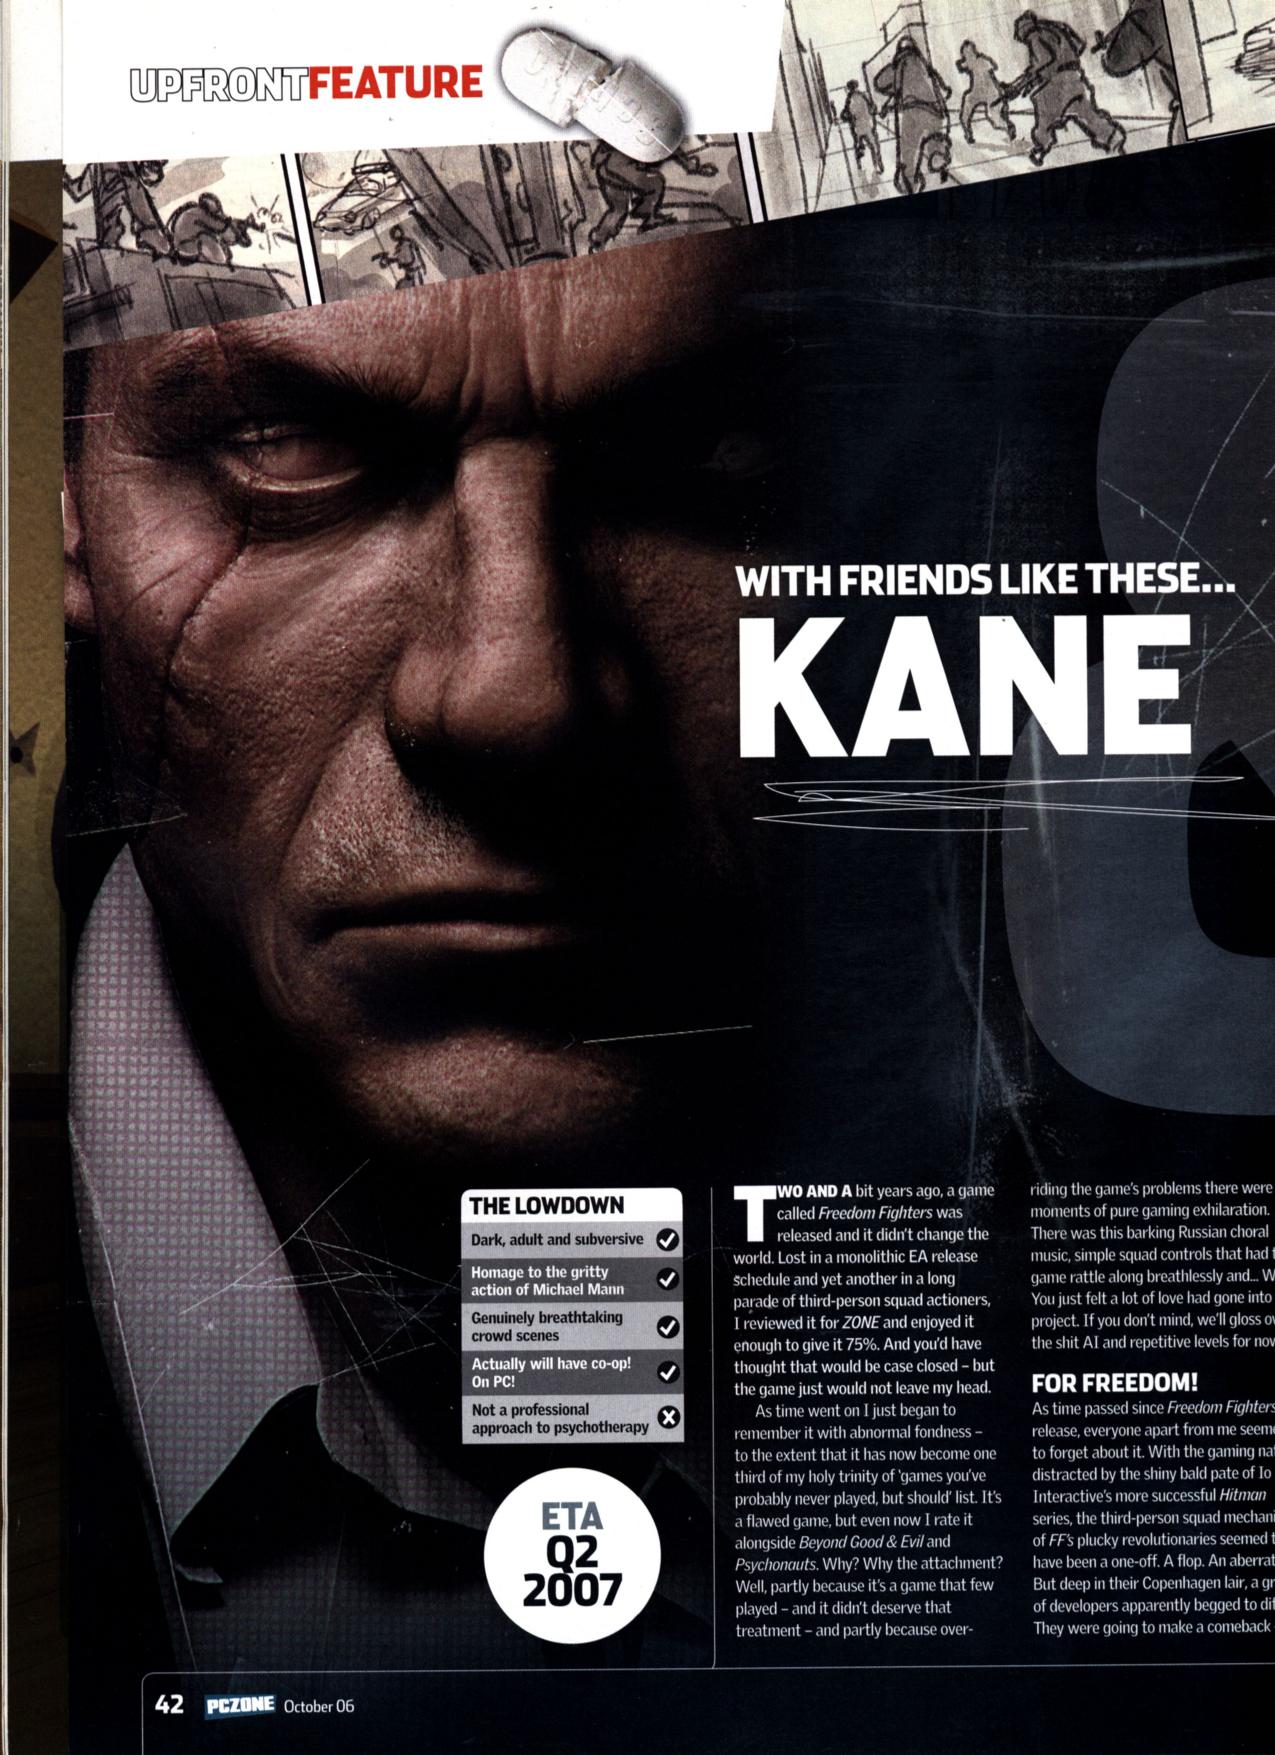 UPFRONTFEATURE
WITH FRIENDS LIKE THESE...
KANE
THE LOWDOWN
Dark, adult and subversive
Homage to the gritty
action of Michael Mann
Genuinely breathtaking
crowd scenes
Actually will have co-op!
On PC!
Not a professional
approach to psychotherapy
ETA
Q2
2007
TWO AND A bit years ago, a game
called Freedom Fighters was
released and it didn't change the
world. Lost in a monolithic EA release
schedule and yet another in a long
parade of third-person squad actioners,
I reviewed it for ZONE and enjoyed it
enough to give it 75%. And you'd have
thought that would be case closed – but
the game just would not leave my head.
As time went on I just began to
remember it with abnormal fondness –
to the extent that it has now become one
third of my holy trinity of 'games you've
probably never played, but should' list. It's
a flawed game, but even now I rate it
alongside Beyond Good & Evil and
Psychonauts. Why? Why the attachment?
Well, partly because it's a game that few
played – and it didn't deserve that
treatment – and partly because over-
riding the game's problems there were
moments of pure gaming exhilaration.
There was this barking Russian choral
music, simple squad controls that had
game rattle along breathlessly and... W
You just felt a lot of love had gone into
project. If you don't mind, we'll gloss ov
the shit AI and repetitive levels for now
FOR FREEDOM!
As time passed since Freedom Fighters
release, everyone apart from me seeme
to forget about it. With the gaming nat
distracted by the shiny bald pate of Io
Interactive's more successful Hitman
series, the third-person squad mechani
of FF's plucky revolutionaries seemed t
have been a one-off. A flop. An aberrat
But deep in their Copenhagen lair, a gr
of developers apparently begged to dif
They were going to make a comeback
42 PCZONE October 06